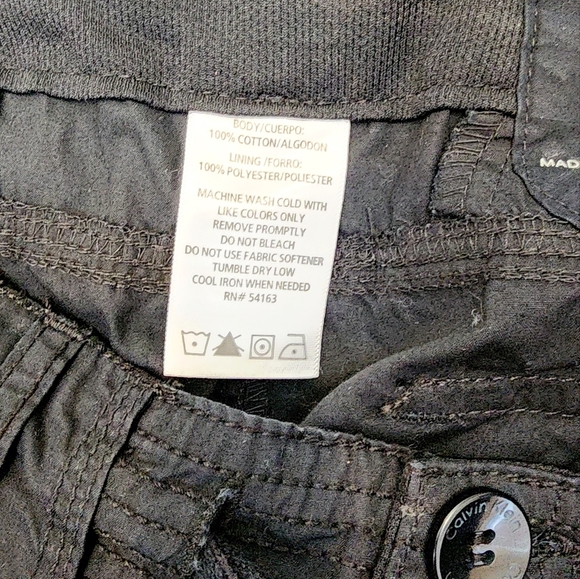 BODY/CUERPO:
100% COTTON/ALGODON
LINING/FORRO:
100% POLYESTER/POLIESTER
MACHINE WASH COLD WITH
LIKE COLORS ONLY
REMOVE PROMPTLY
DO NOT BLEACH
DO NOT USE FABRIC SOFTENER
TUMBLE DRY LOW
COOL IRON WHEN NEEDED
RN# 54163
MAD
Calvin Klein